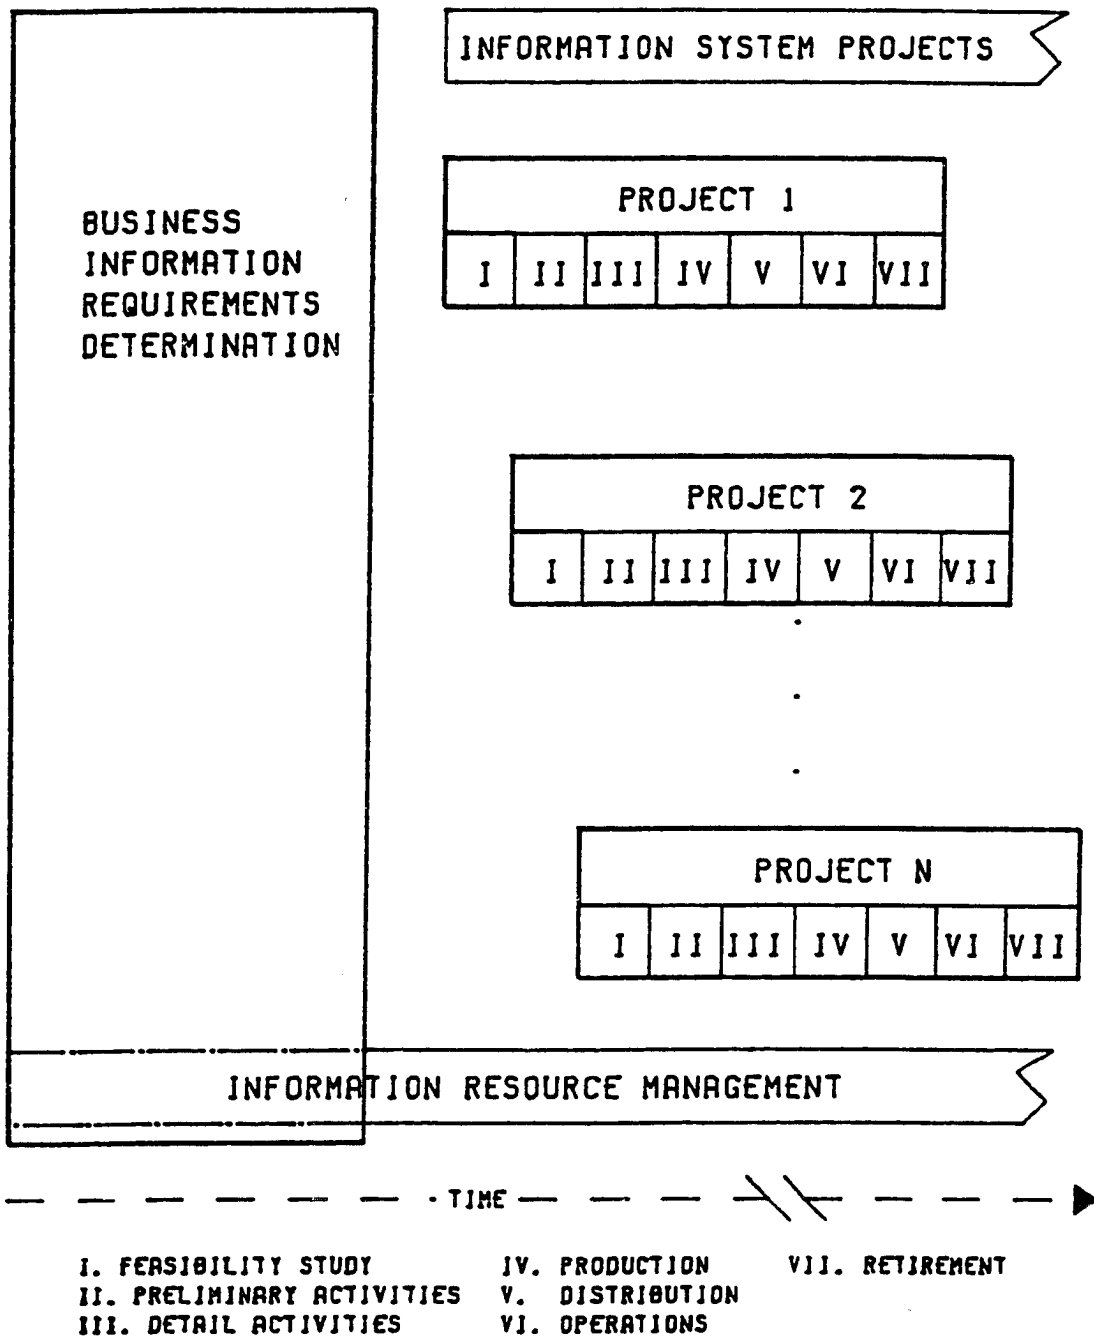 INFORMATION SYSTEM PROJECTS
BUSINESS
INFORMATION
REQUIREMENTS
DETERMINATION
PROJECT 1
I II III IV V VI VII
PROJECT 2
I II III IV V VI VII
PROJECT N
I II III IV V VI VII
INFORMATION RESOURCE MANAGEMENT
TIME
I. FEASIBILITY STUDY
II. PRELIMINARY ACTIVITIES
III. DETAIL ACTIVITIES
IV. PRODUCTION
V. DISTRIBUTION
VI. OPERATIONS
VII. RETIREMENT